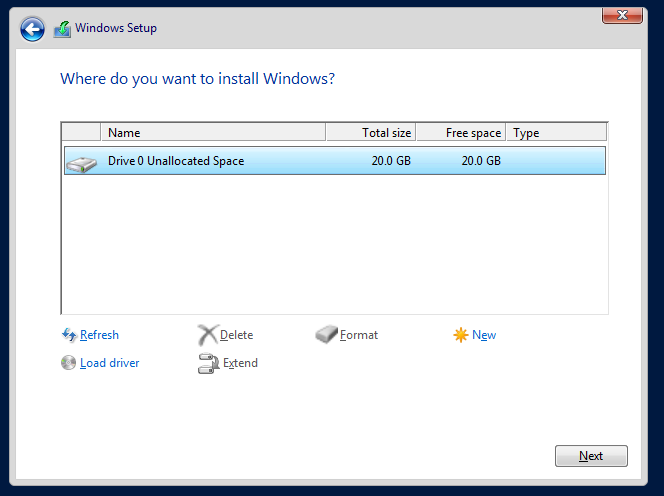 Windows Setup
Where do you want to install Windows?
Name Total size Free space Type
Drive 0 Unallocated Space 20.0 GB 20.0 GB
Refresh Delete Format New
Load driver Extend
Next